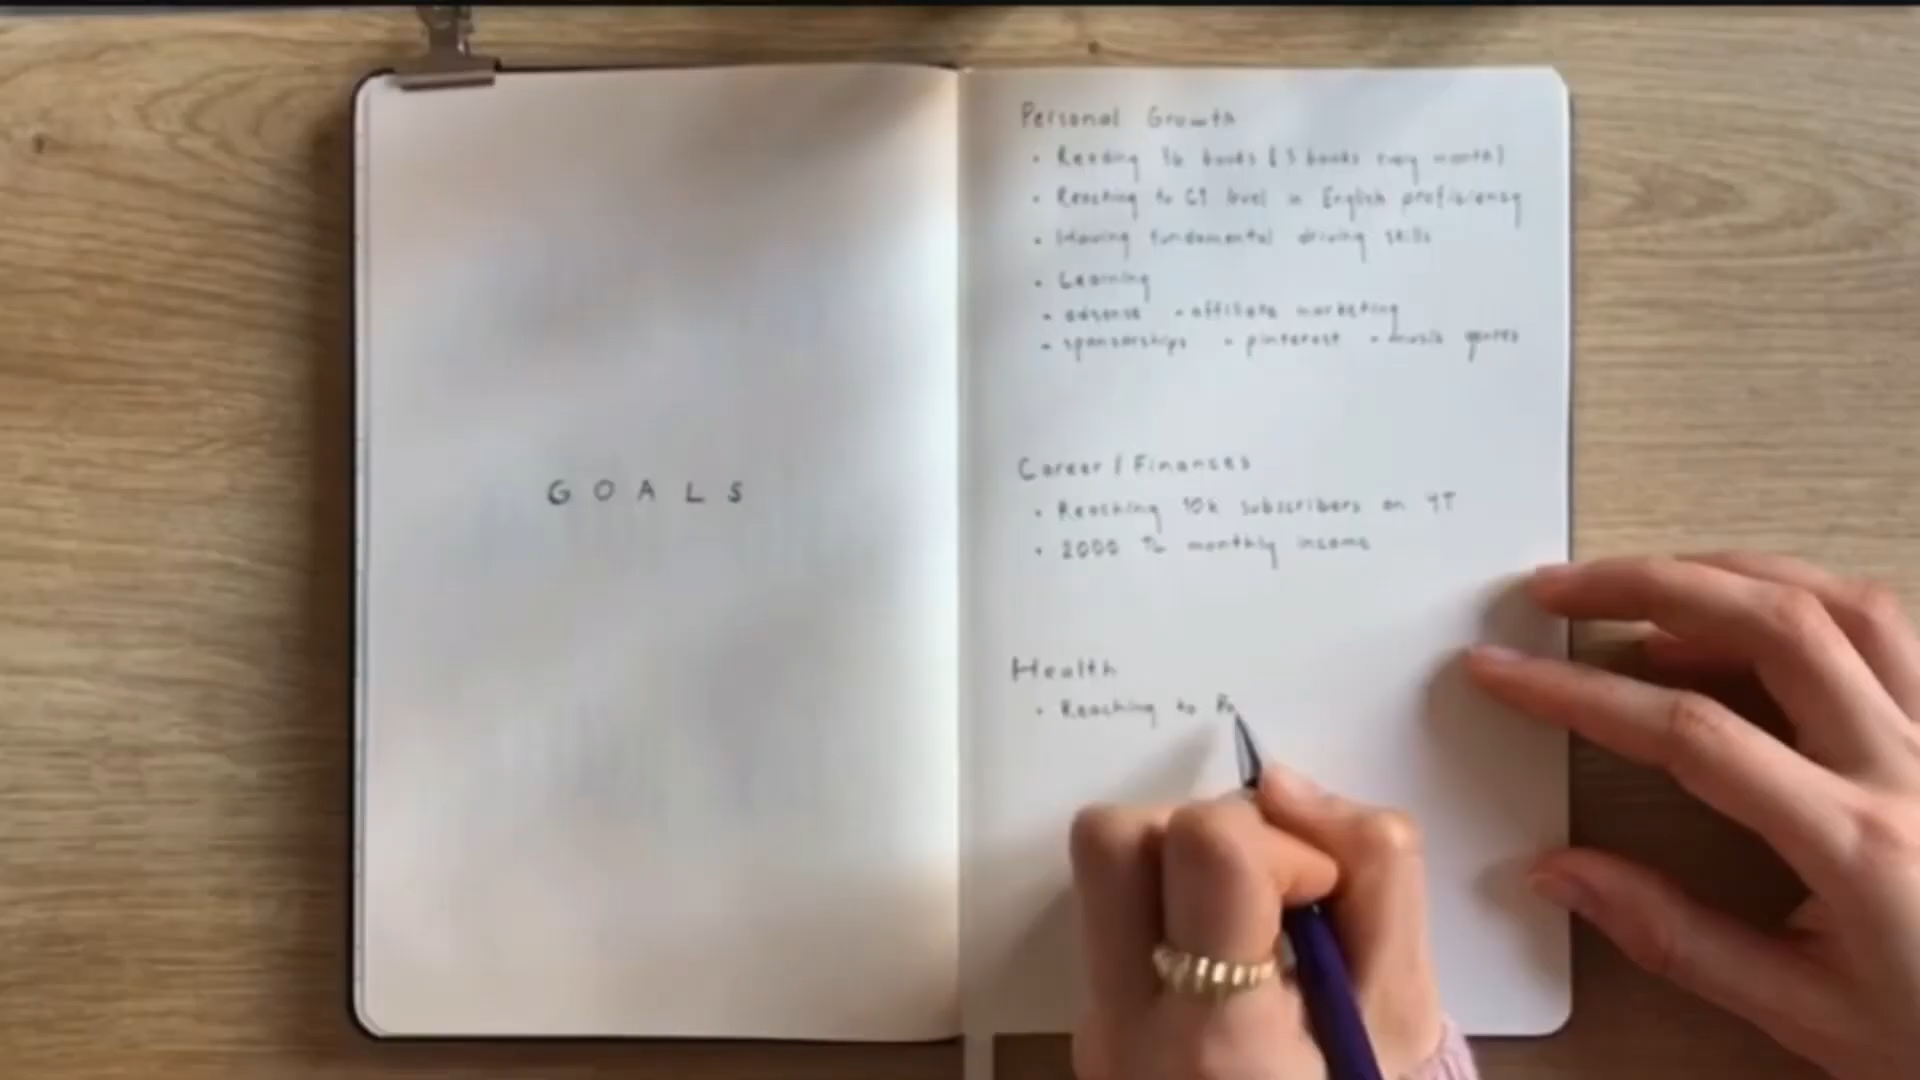 G O A L S
Personal Growth
• Reading 36 books (3 books every month)
• Reaching to C1 level in English proficiency
• Having fundamental driving skills
• Learning
- adsense - affiliate marketing
- sponsorships - pinterest - music genres
Career / Finances
• Reaching 10k subscribers on YT
• 2000 TL monthly income
Health
• Reaching to